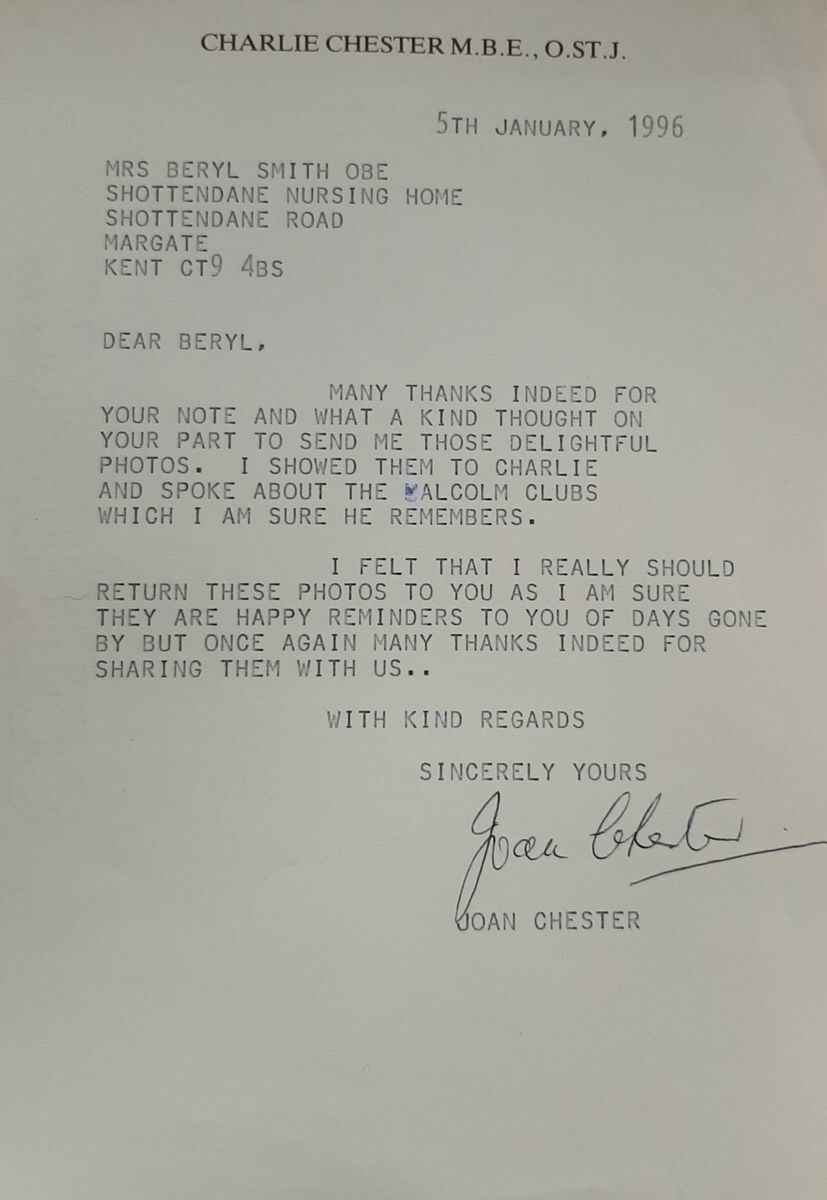 CHARLIE CHESTER M.B.E., O.ST.J.
5TH JANUARY, 1996
MRS BERYL SMITH OBE
SHOTTENDANE NURSING HOME
SHOTTENDANE ROAD
MARGATE
KENT CT9 4BS
DEAR BERYL,
MANY THANKS INDEED FOR
YOUR NOTE AND WHAT A KIND THOUGHT ON
YOUR PART TO SEND ME THOSE DELIGHTFUL
PHOTOS. I SHOWED THEM TO CHARLIE
AND SPOKE ABOUT THE MALCOLM CLUBS
WHICH I AM SURE HE REMEMBERS.
I FELT THAT I REALLY SHOULD
RETURN THESE PHOTOS TO YOU AS I AM SURE
THEY ARE HAPPY REMINDERS TO YOU OF DAYS GONE
BY BUT ONCE AGAIN MANY THANKS INDEED FOR
SHARING THEM WITH US..
WITH KIND REGARDS
SINCERELY YOURS
Joan Chester
JOAN CHESTER